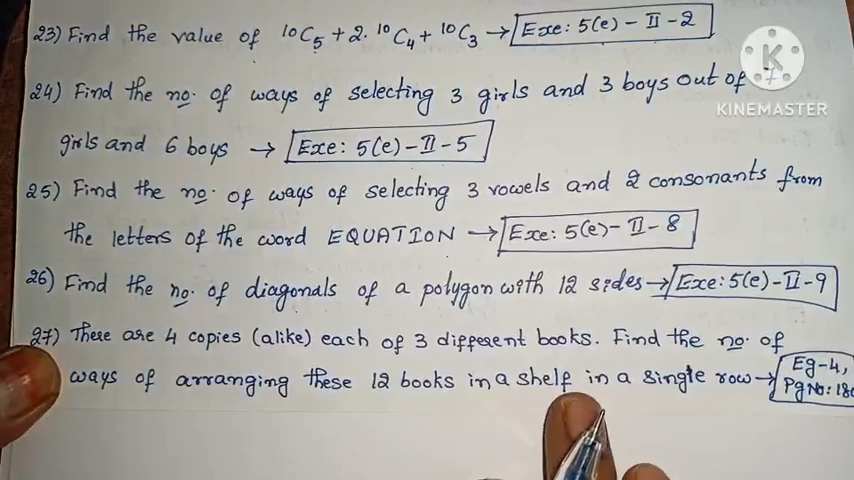 23) Find the value of ¹⁰C₅ + 2. ¹⁰C₄ + ¹⁰C₃ → Exe: 5(e) - II - 2
24) Find the no. of ways of selecting 3 girls and 3 boys out of 7
girls and 6 boys → Exe: 5(e) - II - 5
25) Find the no. of ways of selecting 3 vowels and 2 consonants from
the letters of the word EQUATION → Exe: 5(e) - II - 8
26) Find the no. of diagonals of a polygon with 12 sides → Exe: 5(e) - II - 9
27) There are 4 copies (alike) each of 3 different books. Find the no. of
ways of arranging these 12 books in a shelf in a single row → Eg-4,
Pg No: 18
K
KINEMASTER